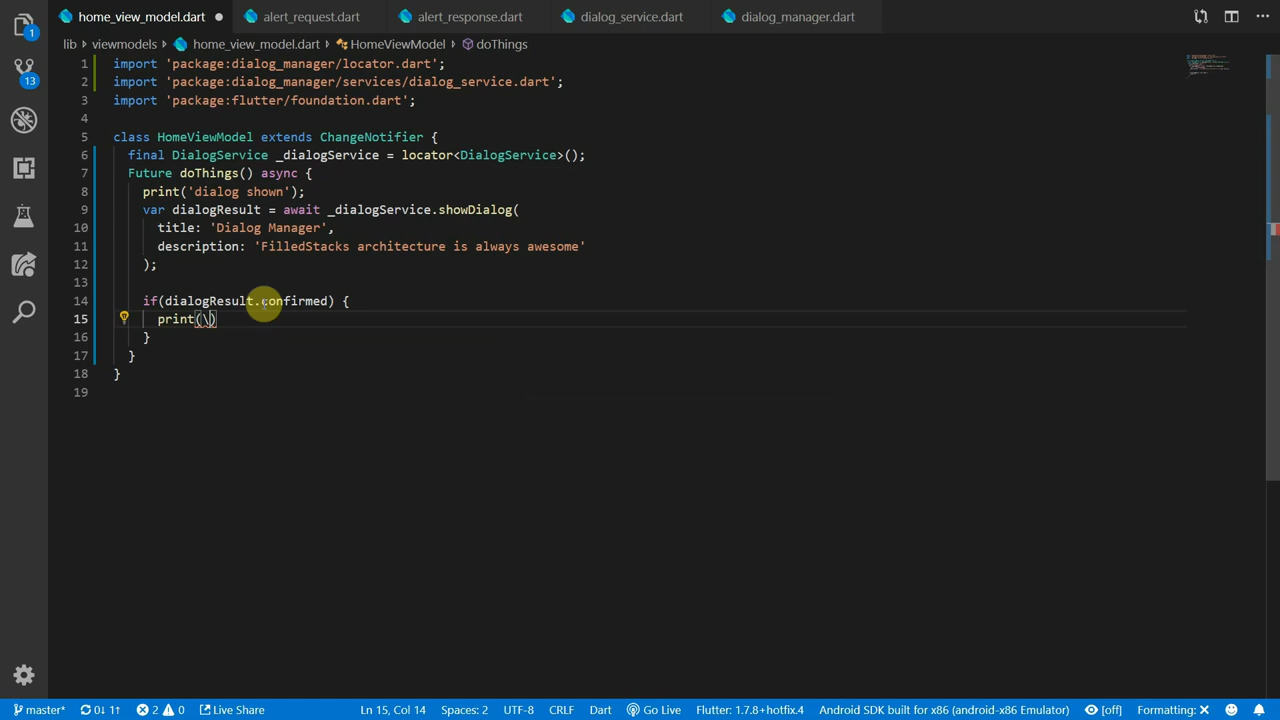 home_view_model.dart
alert_request.dart
alert_response.dart
dialog_service.dart
dialog_manager.dart
1
13
lib > viewmodels > home_view_model.dart > HomeViewModel > doThings
1 import 'package:dialog_manager/locator.dart';
2 import 'package:dialog_manager/services/dialog_service.dart';
3 import 'package:flutter/foundation.dart';
4
5 class HomeViewModel extends ChangeNotifier {
6 final DialogService _dialogService = locator<DialogService>();
7 Future doThings() async {
8 print('dialog shown');
9 var dialogResult = await _dialogService.showDialog(
10 title: 'Dialog Manager',
11 description: 'FilledStacks architecture is always awesome'
12 );
13
14 if(dialogResult.confirmed) {
15 print(\)
16 }
17 }
18 }
19
master* 0↓ 1↑ 2 0 Live Share Ln 15, Col 14 Spaces: 2 UTF-8 CRLF Dart Go Live Flutter: 1.7.8+hotfix.4 Android SDK built for x86 (android-x86 Emulator) [off] Formatting: ✕